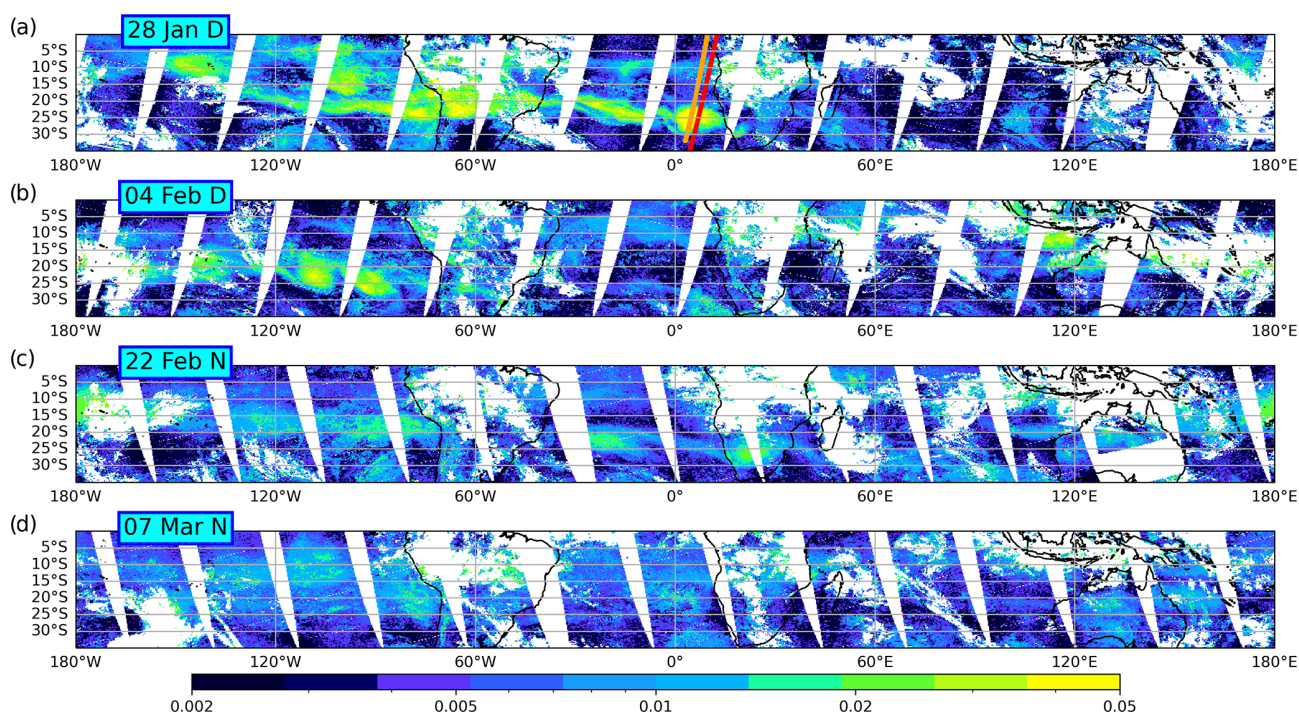 (a)
28 Jan D
5°S
10°S
15°S
20°S
25°S
30°S
180°W 120°W 60°W 0° 60°E 120°E 180°E
(b)
04 Feb D
5°S
10°S
15°S
20°S
25°S
30°S
180°W 120°W 60°W 0° 60°E 120°E 180°E
(c)
22 Feb N
5°S
10°S
15°S
20°S
25°S
30°S
180°W 120°W 60°W 0° 60°E 120°E 180°E
(d)
07 Mar N
5°S
10°S
15°S
20°S
25°S
30°S
180°W 120°W 60°W 0° 60°E 120°E 180°E
0.002 0.005 0.01 0.02 0.05